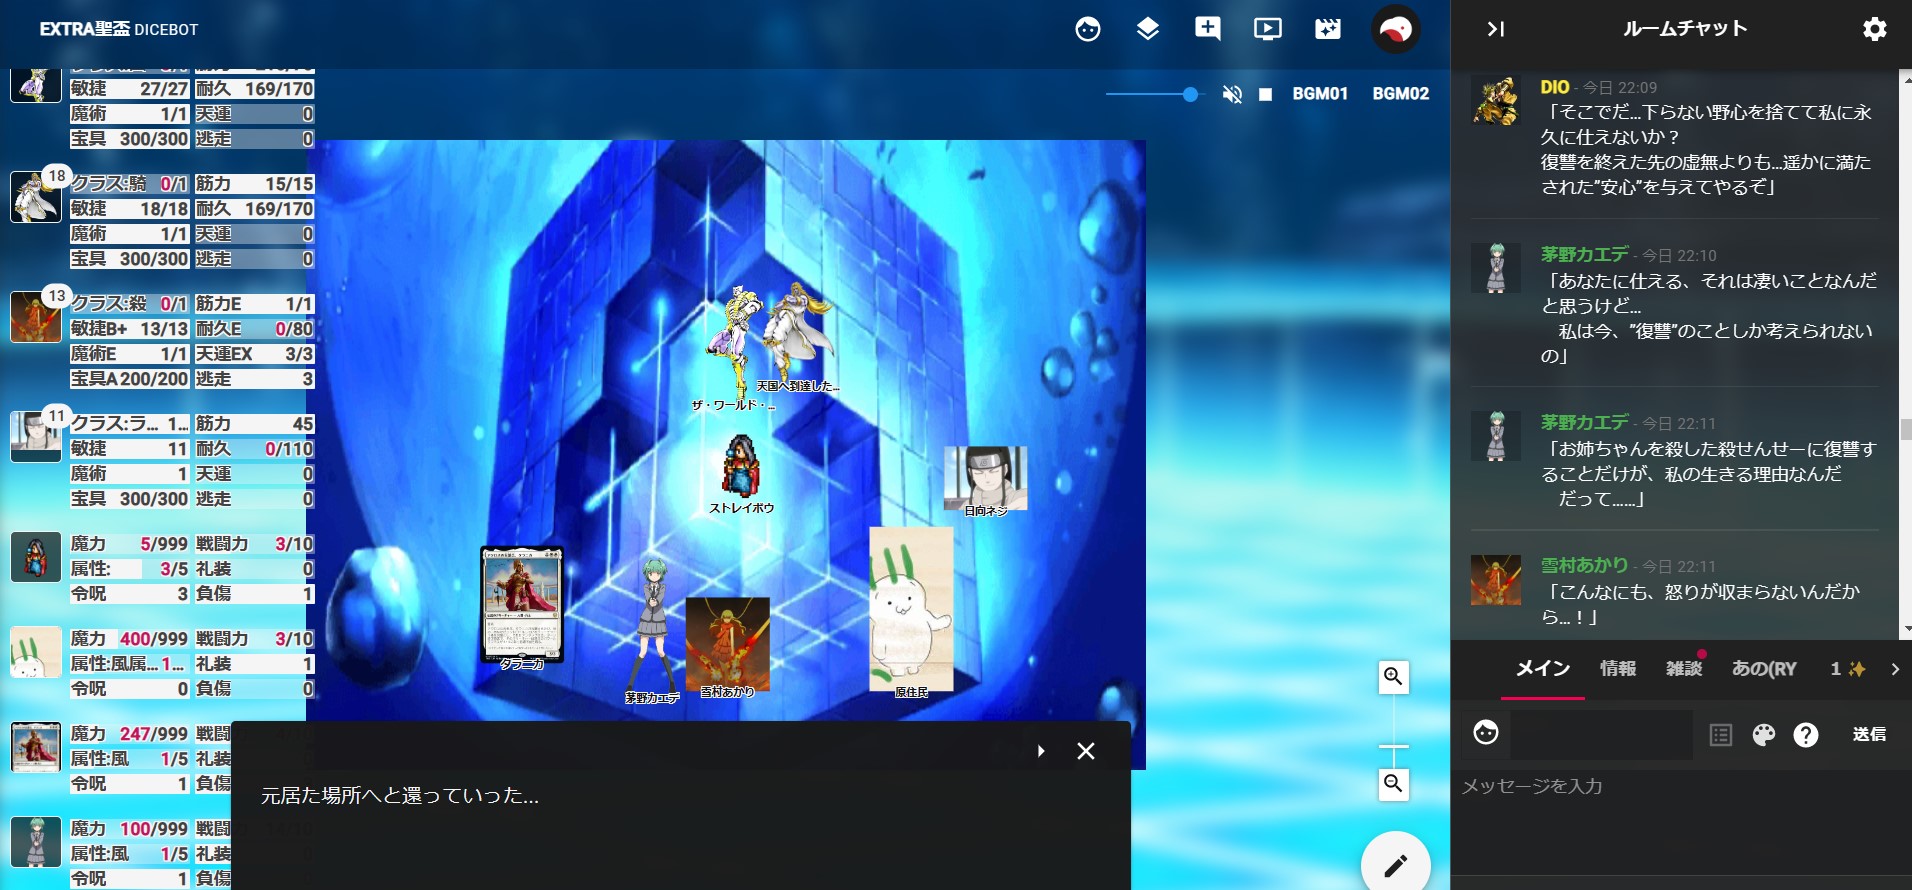 EXTRA聖盃 DICEBOT
BGM01 BGM02
敏捷 27/27 耐久 169/170
魔術 1/1 天運 0
宝具 300/300 逃走 0
18 クラス:騎 0/1 筋力 15/15
敏捷 18/18 耐久 169/170
魔術 1/1 天運 0
宝具 300/300 逃走 0
13 クラス:殺 0/1 筋力E 1/1
敏捷B+ 13/13 耐久E 0/80
魔術E 1/1 天運EX 3/3
宝具A 200/200 逃走 3
11 クラス:ラ... 1... 筋力 45
敏捷 11 耐久 0/110
魔術 1 天運 0
宝具 300/300 逃走 0
魔力 5/999 戦闘力 3/10
属性: 3/5 礼装 0
令呪 3 負傷 1
魔力 400/999 戦闘力 3/10
属性:風属... 1... 礼装 1
令呪 0 負傷 0
魔力 247/999 戦闘
属性:風 1/5 礼装
令呪 1 負傷
魔力 100/999 戦闘
属性:風 1/5 礼装
令呪 1 負傷
天国へ到達した...
ザ・ワールド・...
ストレイボウ
日向ネジ
タラニカ
茅野カエデ
雪村あかり
原住民
元居た場所へと還っていった...
ルームチャット
DIO - 今日 22:09
「そこでだ...下らない野心を捨てて私に永
久に仕えないか？
復讐を終えた先の虚無よりも...遥かに満た
された”安心”を与えてやるぞ」
茅野カエデ - 今日 22:10
「あなたに仕える、それは凄いことなんだ
と思うけど...
　私は今、”復讐”のことしか考えられない
の」
茅野カエデ - 今日 22:11
「お姉ちゃんを殺した殺せんせーに復讐す
ることだけが、私の生きる理由なんだ
　だって......」
雪村あかり - 今日 22:11
「こんなにも、怒りが収まらないんだか
ら...！」
メイン 情報 雑談 あの(RY 1✨
送信
メッセージを入力